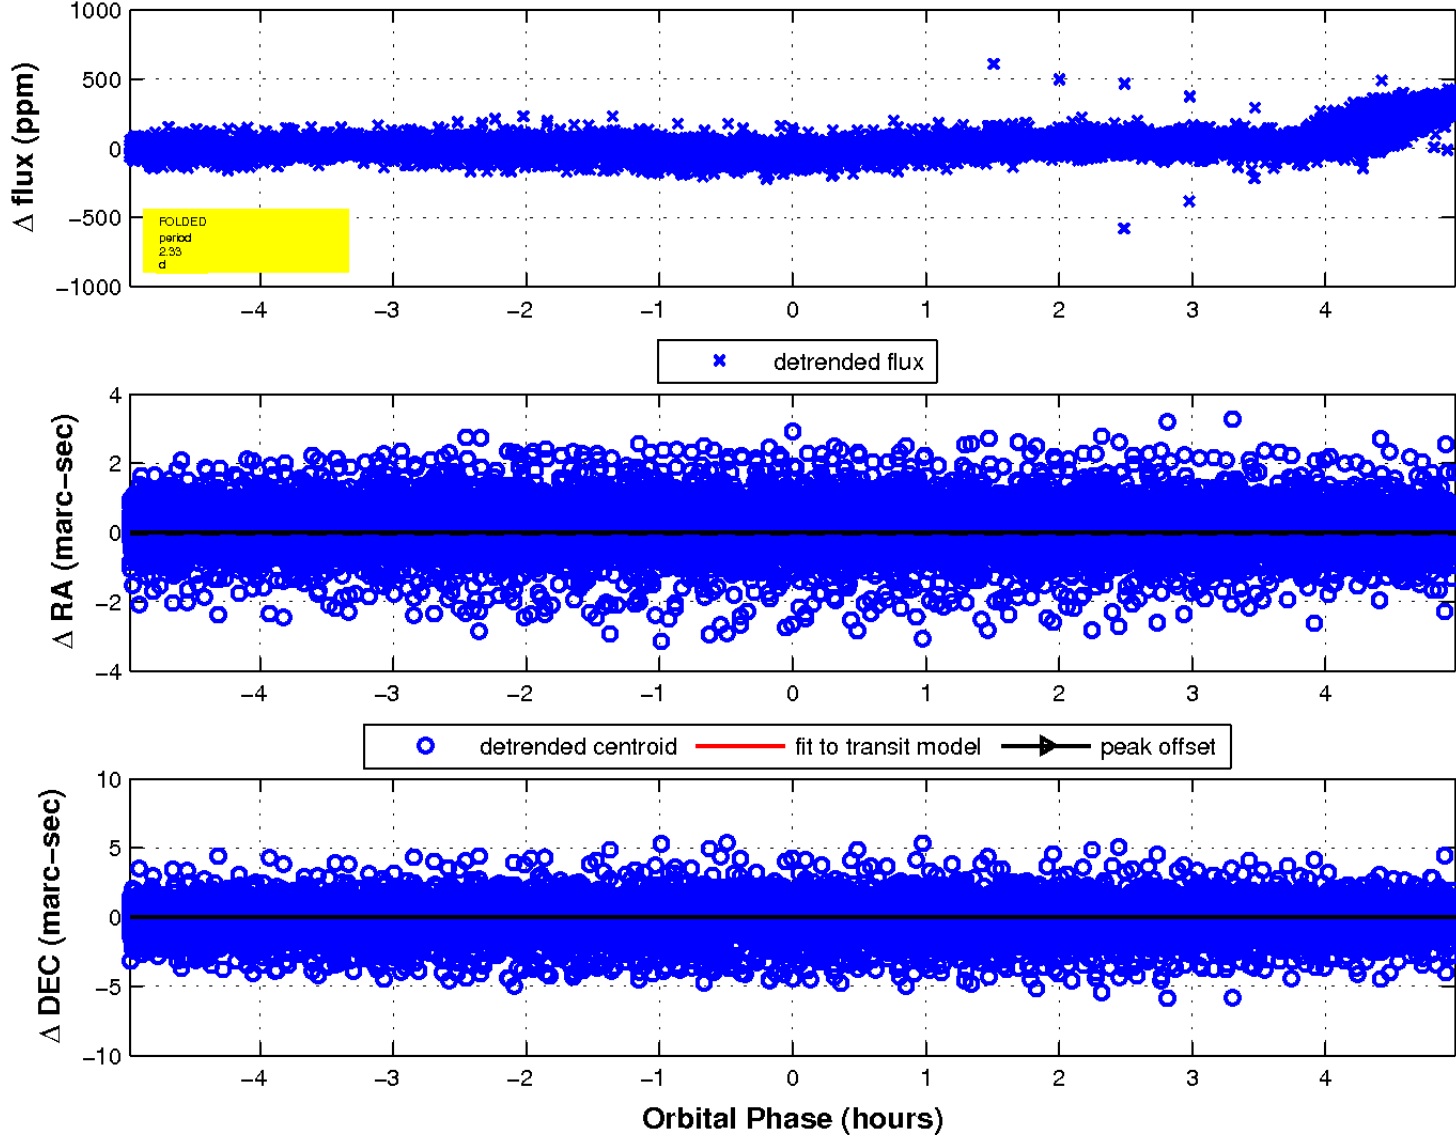 1000
500
0
−500
−1000
Δ flux (ppm)
FOLDED
period
2.33
d
−4 −3 −2 −1 0 1 2 3 4
detrended flux
4
2
0
−2
−4
Δ RA (marc−sec)
−4 −3 −2 −1 0 1 2 3 4
detrended centroid fit to transit model peak offset
10
5
0
−5
−10
Δ DEC (marc−sec)
−4 −3 −2 −1 0 1 2 3 4
Orbital Phase (hours)